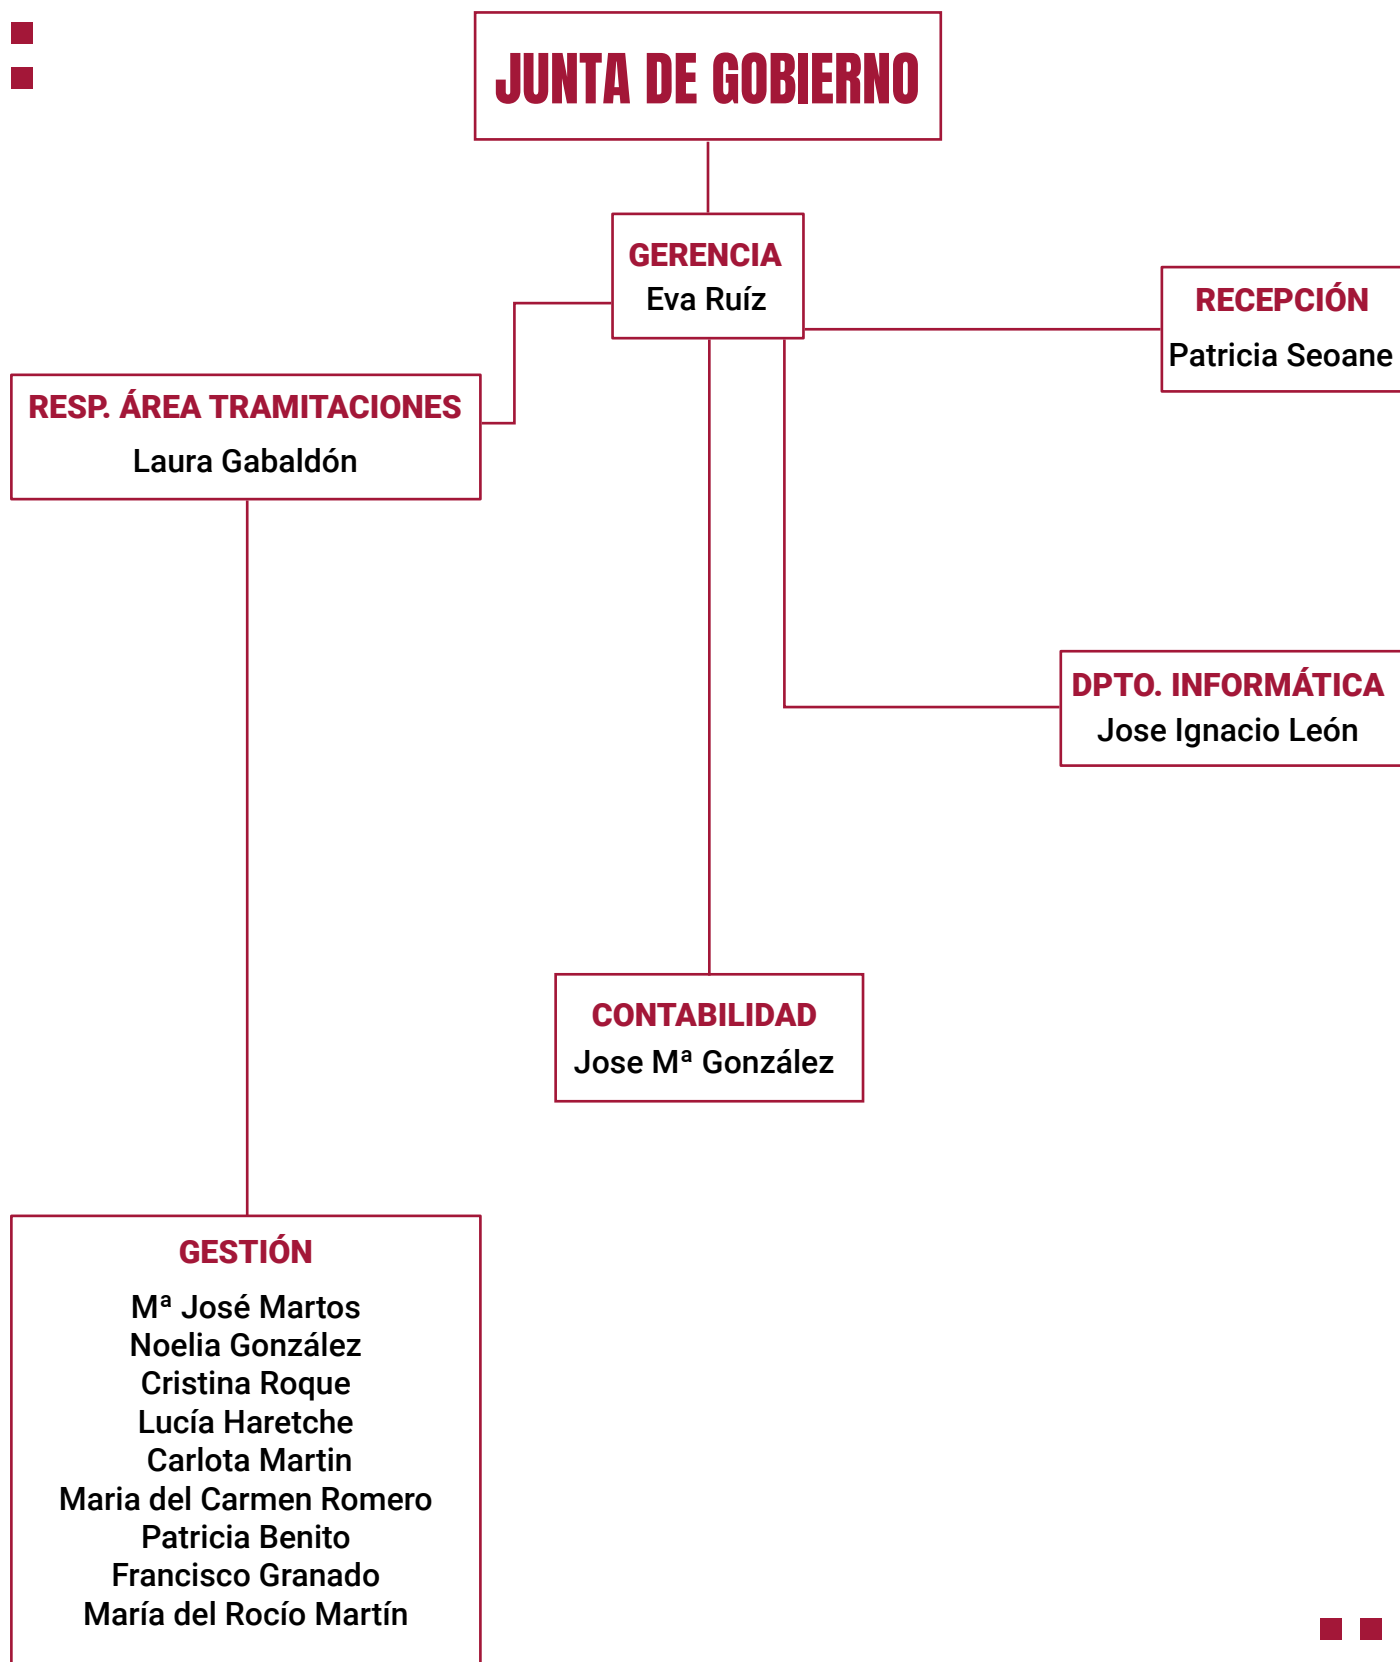 JUNTA DE GOBIERNO
GERENCIA
Eva Ruíz
RECEPCIÓN
Patricia Seoane
RESP. ÁREA TRAMITACIONES
Laura Gabaldón
DPTO. INFORMÁTICA
Jose Ignacio León
CONTABILIDAD
Jose Mª González
GESTIÓN
Mª José Martos
Noelia González
Cristina Roque
Lucía Haretche
Carlota Martin
Maria del Carmen Romero
Patricia Benito
Francisco Granado
María del Rocío Martín